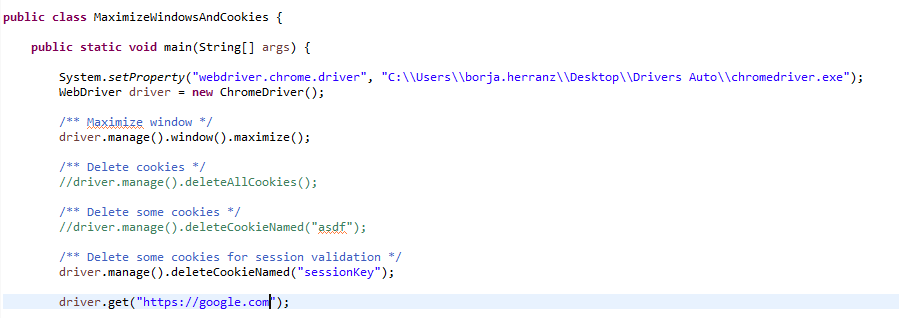 public class MaximizeWindowsAndCookies {
public static void main(String[] args) {
System.setProperty("webdriver.chrome.driver", "C:\\Users\\borja.herranz\\Desktop\\Drivers Auto\\chromedriver.exe");
WebDriver driver = new ChromeDriver();
/** Maximize window */
driver.manage().window().maximize();
/** Delete cookies */
//driver.manage().deleteAllCookies();
/** Delete some cookies */
//driver.manage().deleteCookieNamed("asdf");
/** Delete some cookies for session validation */
driver.manage().deleteCookieNamed("sessionKey");
driver.get("https://google.com");